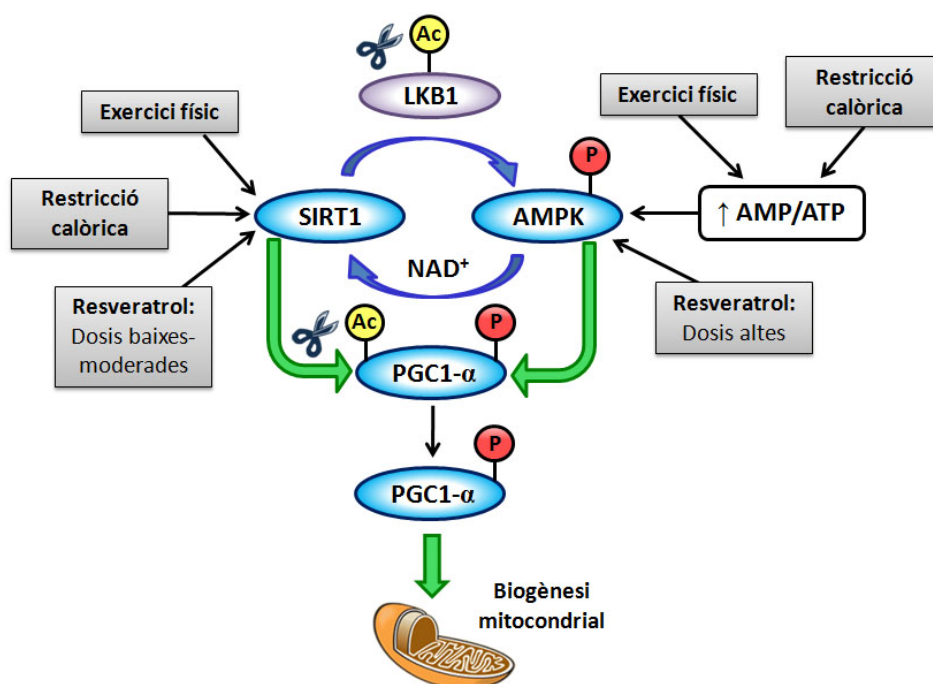 Ac
LKB1
Exercici físic
Restricció
calòrica
Resveratrol:
Dosis baixes-
moderades
SIRT1
P
AMPK
NAD⁺
Exercici físic
Restricció
calòrica
↑ AMP/ATP
Resveratrol:
Dosis altes
Ac
P
PGC1-α
P
PGC1-α
Biogènesi
mitocondrial